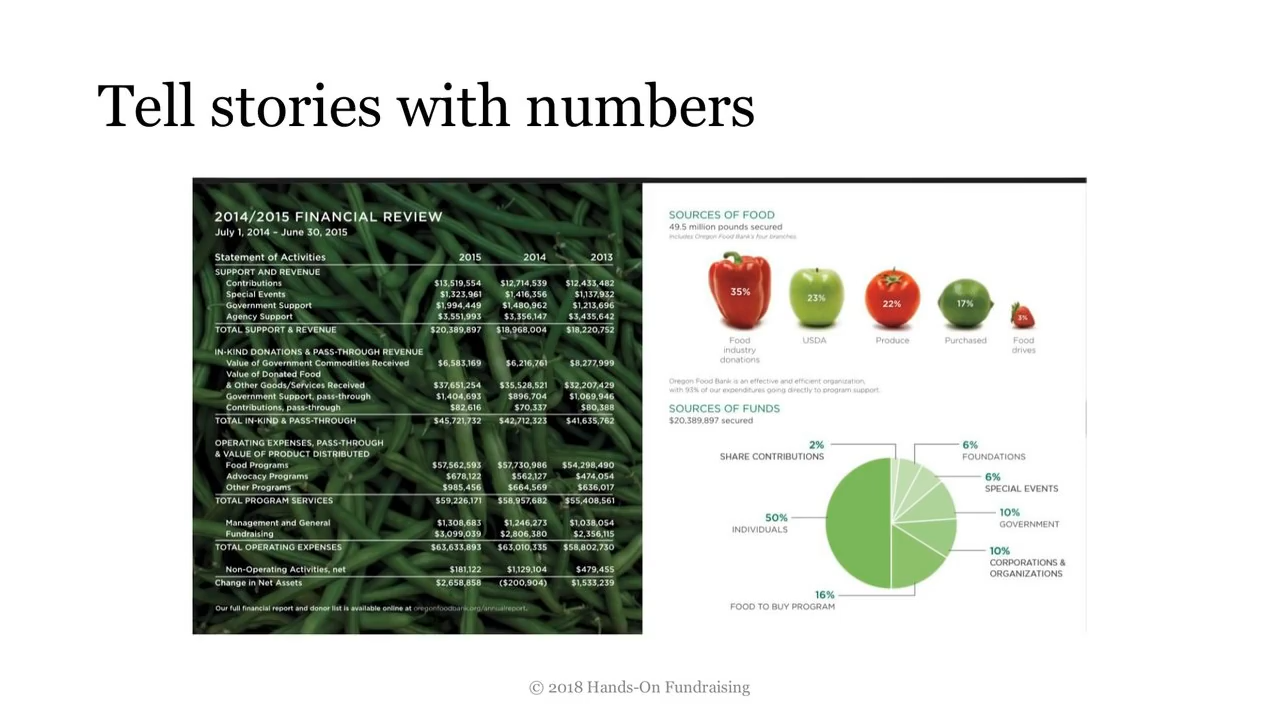 Tell stories with numbers
2014/2015 FINANCIAL REVIEW
July 1, 2014 – June 30, 2015
Statement of Activities 2015 2014 2013
SUPPORT AND REVENUE
Contributions $13,519,554 $12,714,539 $12,433,482
Special Events $1,323,961 $1,416,356 $1,137,932
Government Support $1,994,449 $1,480,962 $1,213,696
Agency Support $3,551,993 $3,356,147 $3,435,642
TOTAL SUPPORT & REVENUE $20,389,897 $18,968,004 $18,220,752
IN-KIND DONATIONS & PASS-THROUGH REVENUE
Value of Government Commodities Received $6,583,169 $6,216,761 $8,277,999
Value of Donated Food
& Other Goods/Services Received $37,651,254 $35,528,521 $32,207,429
Government Support, pass-through $1,404,693 $896,704 $1,069,946
Contributions, pass-through $82,616 $70,337 $80,388
TOTAL IN-KIND & PASS-THROUGH $45,721,732 $42,712,323 $41,635,762
OPERATING EXPENSES, PASS-THROUGH
& VALUE OF PRODUCT DISTRIBUTED
Food Programs $57,562,593 $57,730,986 $54,298,490
Advocacy Programs $678,122 $562,127 $474,054
Other Programs $985,456 $664,569 $636,017
TOTAL PROGRAM SERVICES $59,226,171 $58,957,682 $55,408,561
Management and General $1,308,683 $1,246,273 $1,038,054
Fundraising $3,099,039 $2,806,380 $2,356,115
TOTAL OPERATING EXPENSES $63,633,893 $63,010,335 $58,802,730
Non-Operating Activities, net $181,122 $1,129,104 $479,455
Change in Net Assets $2,658,858 ($200,904) $1,533,239
Our full financial report and donor list is available online at oregonfoodbank.org/annualreport.
SOURCES OF FOOD
49.5 million pounds secured
Includes Oregon Food Bank's four branches.
35% 23% 22% 17% 3%
Food industry donations USDA Produce Purchased Food drives
Oregon Food Bank is an effective and efficient organization,
with 93% of our expenditures going directly to program support.
SOURCES OF FUNDS
$20,389,897 secured
2%
SHARE CONTRIBUTIONS
6%
FOUNDATIONS
6%
SPECIAL EVENTS
10%
GOVERNMENT
50%
INDIVIDUALS
10%
CORPORATIONS &
ORGANIZATIONS
16%
FOOD TO BUY PROGRAM
© 2018 Hands-On Fundraising